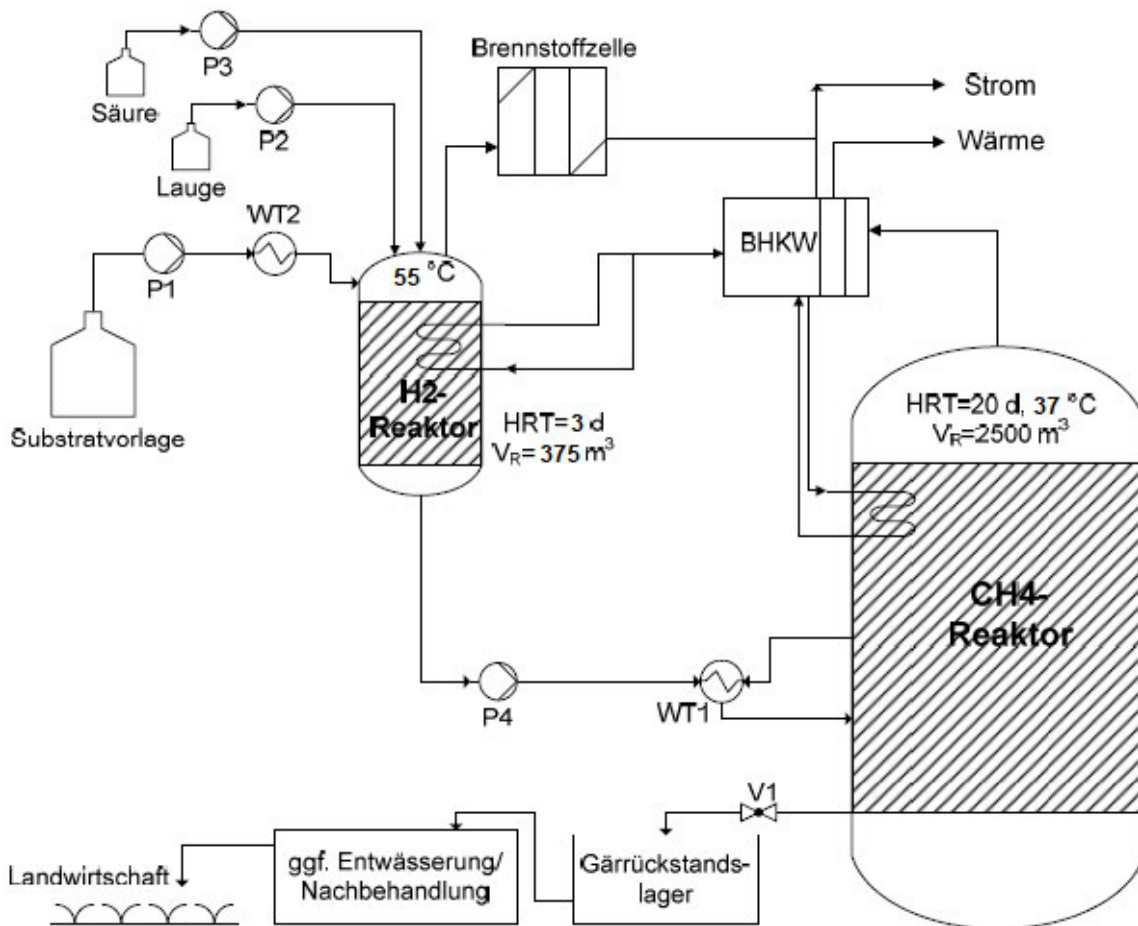 Säure
P3
Lauge
P2
Brennstoffzelle
Strom
Wärme
WT2
P1
Substratvorlage
55 °C
H2-
Reaktor
HRT=3 d
V_R= 375 m³
BHKW
HRT=20 d, 37 °C
V_R=2500 m³
CH4-
Reaktor
P4
WT1
V1
Landwirtschaft
ggf. Entwässerung/
Nachbehandlung
Gärrückstands-
lager